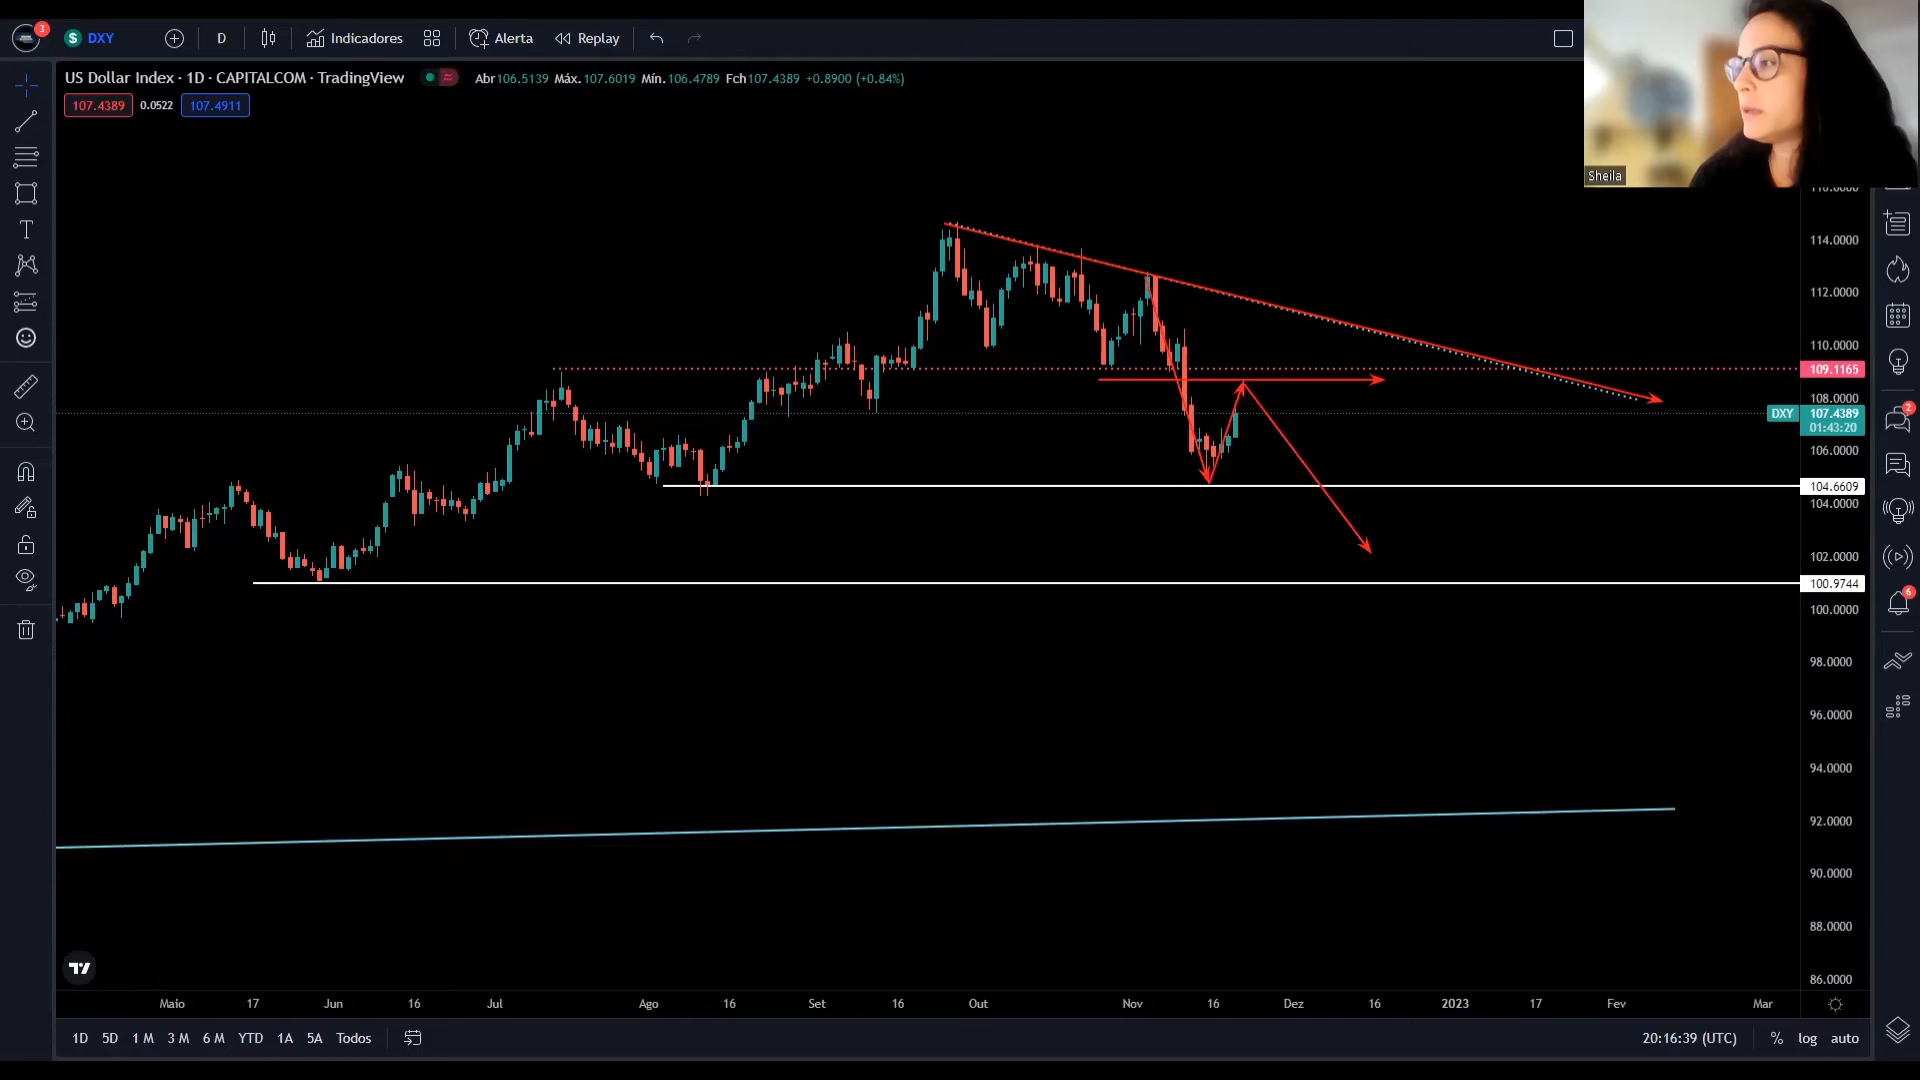 3
$ DXY
D
Indicadores
Alerta
Replay
US Dollar Index · 1D · CAPITALCOM · TradingView
Abr106.5139 Máx.107.6019 Mín.106.4789 Fch107.4389 +0.8900 (+0.84%)
107.4389 0.0522 107.4911
Sheila
114.0000
112.0000
110.0000
109.1165
108.0000
DXY 107.4389
01:43:20
106.0000
104.6609
104.0000
102.0000
100.9744
100.0000
98.0000
96.0000
94.0000
92.0000
90.0000
88.0000
86.0000
2
6
T
Maio 17 Jun 16 Jul Ago 16 Set 16 Out Nov 16 Dez 16 2023 17 Fev Mar
1D 5D 1 M 3 M 6 M YTD 1A 5A Todos
20:16:39 (UTC) % log auto